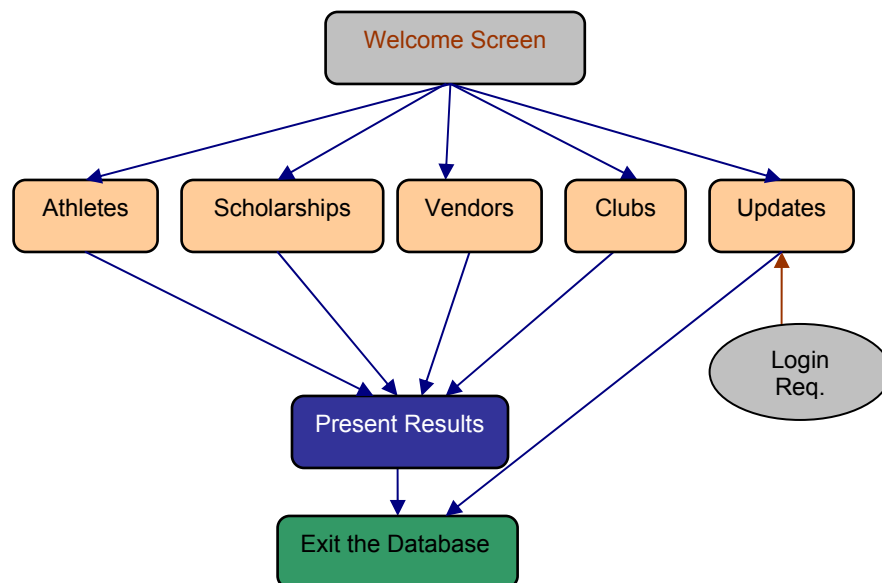 Welcome Screen
Athletes
Scholarships
Vendors
Clubs
Updates
Login
Req.
Present Results
Exit the Database